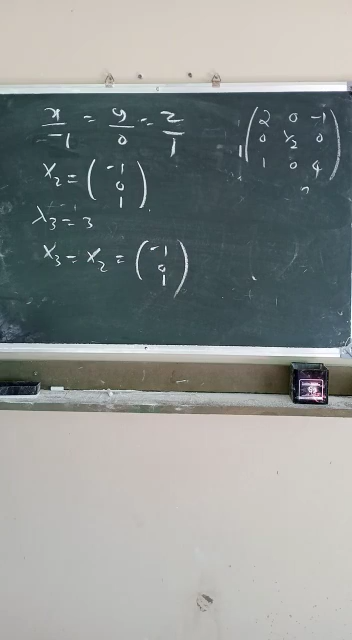 x/-1 = y/0 = z/1
X₂ = (-1 0 1)
λ₃ = 3
X₃ = X₂ = (-1 0 1)
2 0 -1
0 1/2 0
1 0 4